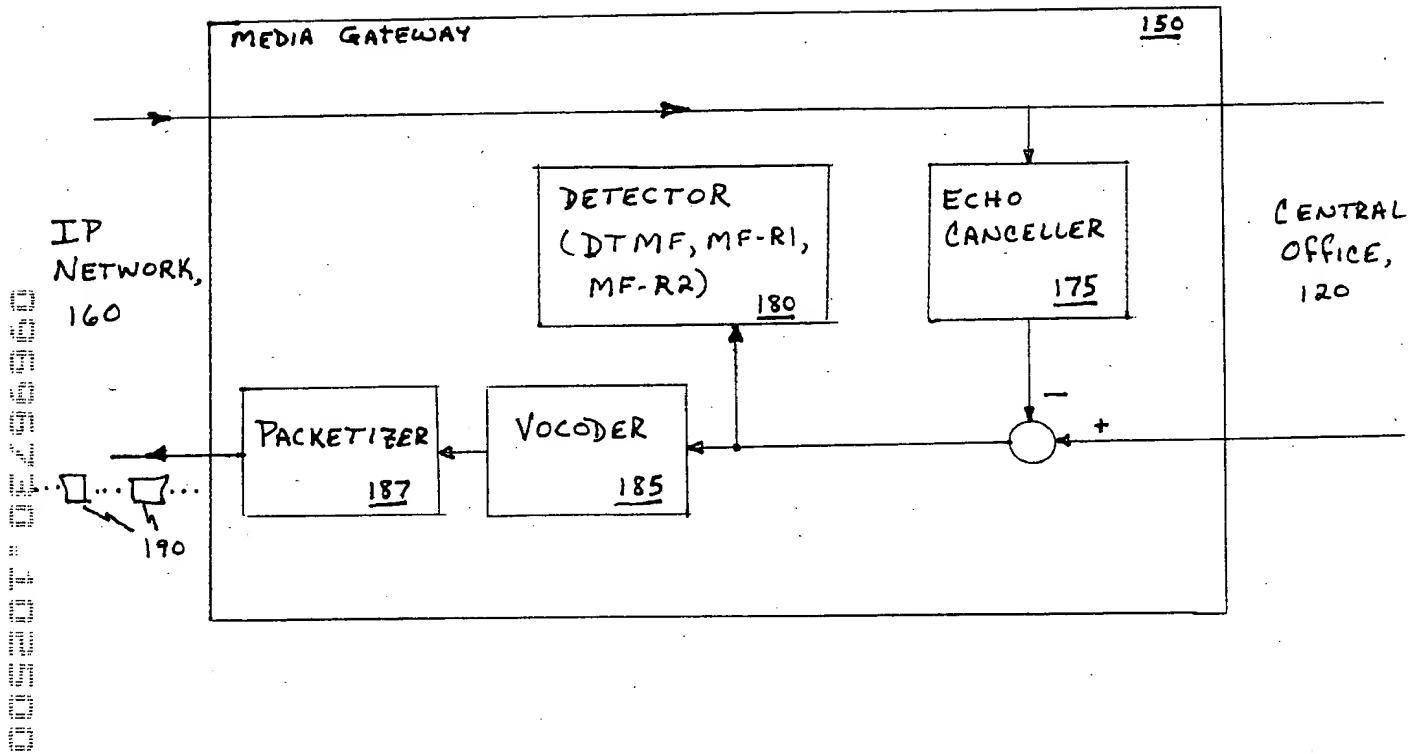 MEDIA GATEWAY
150
DETECTOR
(DTMF, MF-R1,
MF-R2)
180
ECHO
CANCELLER
175
IP
NETWORK,
160
CENTRAL
OFFICE,
120
−
+
PACKETIZER
187
VOCODER
185
190